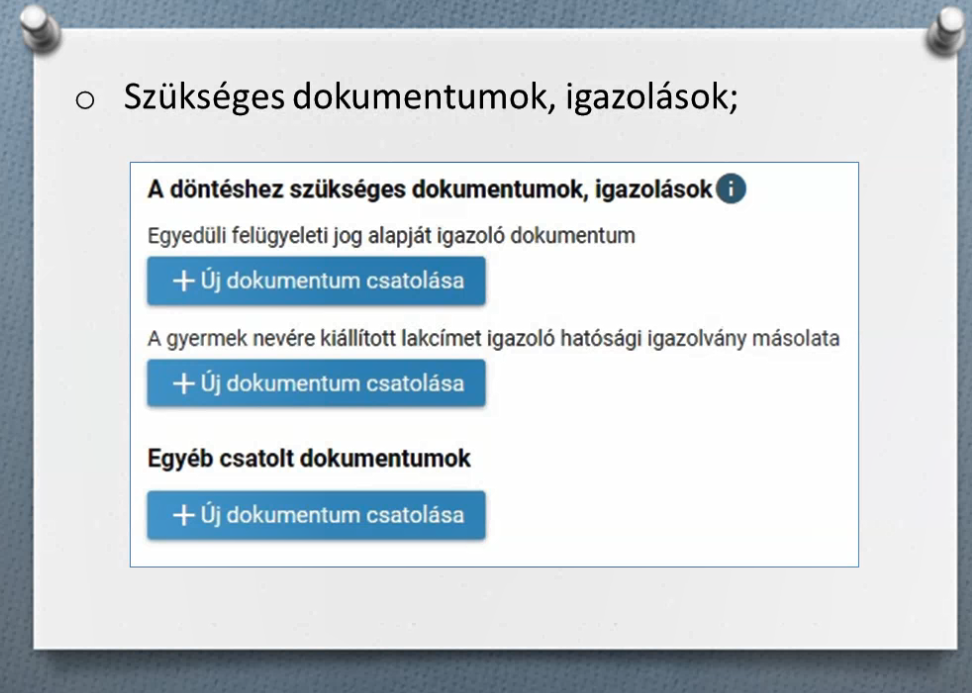 o Szükséges dokumentumok, igazolások;
A döntéshez szükséges dokumentumok, igazolások i
Egyedüli felügyeleti jog alapját igazoló dokumentum
+ Új dokumentum csatolása
A gyermek nevére kiállított lakcímet igazoló hatósági igazolvány másolata
+ Új dokumentum csatolása
Egyéb csatolt dokumentumok
+ Új dokumentum csatolása